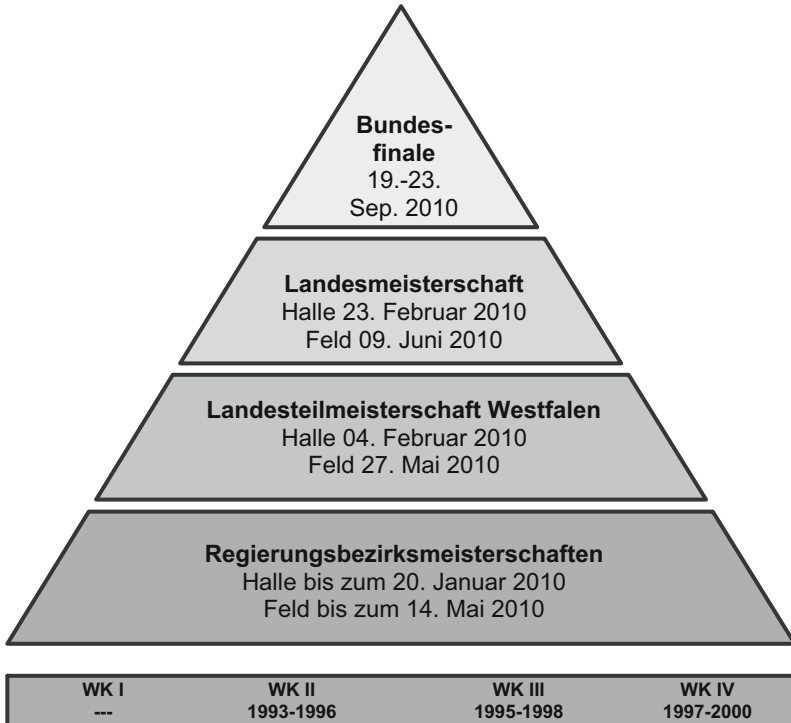 Bundes-
finale
19.-23.
Sep. 2010
Landesmeisterschaft
Halle 23. Februar 2010
Feld 09. Juni 2010
Landesteilmeisterschaft Westfalen
Halle 04. Februar 2010
Feld 27. Mai 2010
Regierungsbezirksmeisterschaften
Halle bis zum 20. Januar 2010
Feld bis zum 14. Mai 2010
WK I WK II WK III WK IV
--- 1993-1996 1995-1998 1997-2000